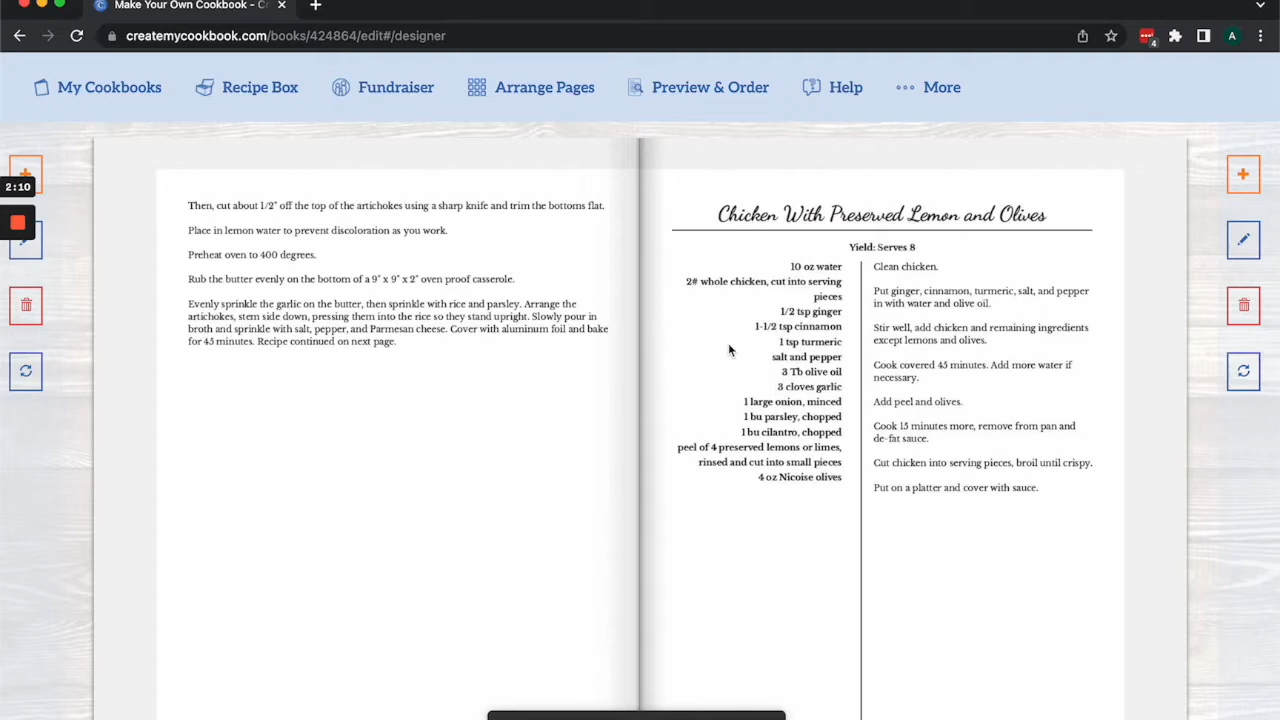 Make Your Own Cookbook - Cr
createmycookbook.com/books/424864/edit#/designer
4
A
My Cookbooks
Recipe Box
Fundraiser
Arrange Pages
Preview & Order
Help
More
2:10
Then, cut about 1/2" off the top of the artichokes using a sharp knife and trim the bottoms flat.
Place in lemon water to prevent discoloration as you work.
Preheat oven to 400 degrees.
Rub the butter evenly on the bottom of a 9" x 9" x 2" oven proof casserole.
Evenly sprinkle the garlic on the butter, then sprinkle with rice and parsley. Arrange the
artichokes, stem side down, pressing them into the rice so they stand upright. Slowly pour in
broth and sprinkle with salt, pepper, and Parmesan cheese. Cover with aluminum foil and bake
for 45 minutes. Recipe continued on next page.
Chicken With Preserved Lemon and Olives
Yield: Serves 8
10 oz water
2# whole chicken, cut into serving
pieces
1/2 tsp ginger
1-1/2 tsp cinnamon
1 tsp turmeric
salt and pepper
3 Tb olive oil
3 cloves garlic
1 large onion, minced
1 bu parsley, chopped
1 bu cilantro, chopped
peel of 4 preserved lemons or limes,
rinsed and cut into small pieces
4 oz Nicoise olives
Clean chicken.
Put ginger, cinnamon, turmeric, salt, and pepper
in with water and olive oil.
Stir well, add chicken and remaining ingredients
except lemons and olives.
Cook covered 45 minutes. Add more water if
necessary.
Add peel and olives.
Cook 15 minutes more, remove from pan and
de-fat sauce.
Cut chicken into serving pieces, broil until crispy.
Put on a platter and cover with sauce.